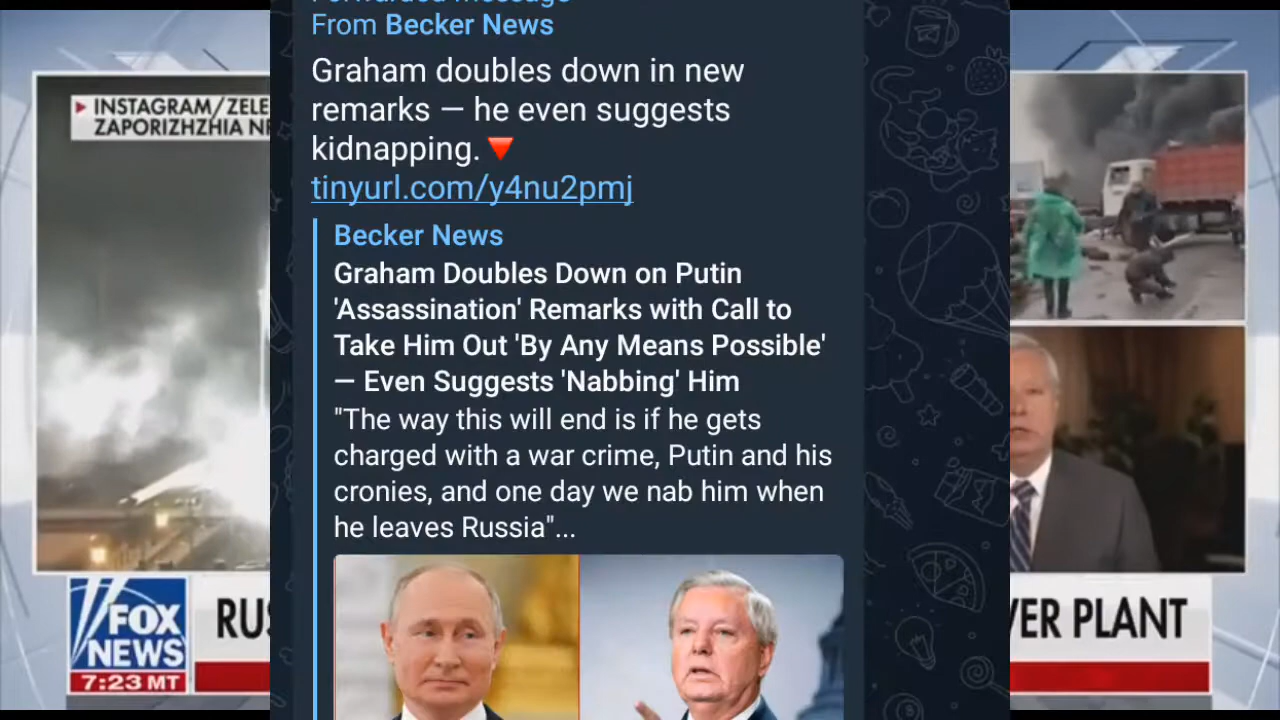 From Becker News
Graham doubles down in new
remarks — he even suggests
kidnapping.
tinyurl.com/y4nu2pmj
Becker News
Graham Doubles Down on Putin
'Assassination' Remarks with Call to
Take Him Out 'By Any Means Possible'
— Even Suggests 'Nabbing' Him
"The way this will end is if he gets
charged with a war crime, Putin and his
cronies, and one day we nab him when
he leaves Russia"...
INSTAGRAM/ZELE
ZAPORIZHZHIA N
FOX
NEWS
7:23 MT
RUS
VER PLANT